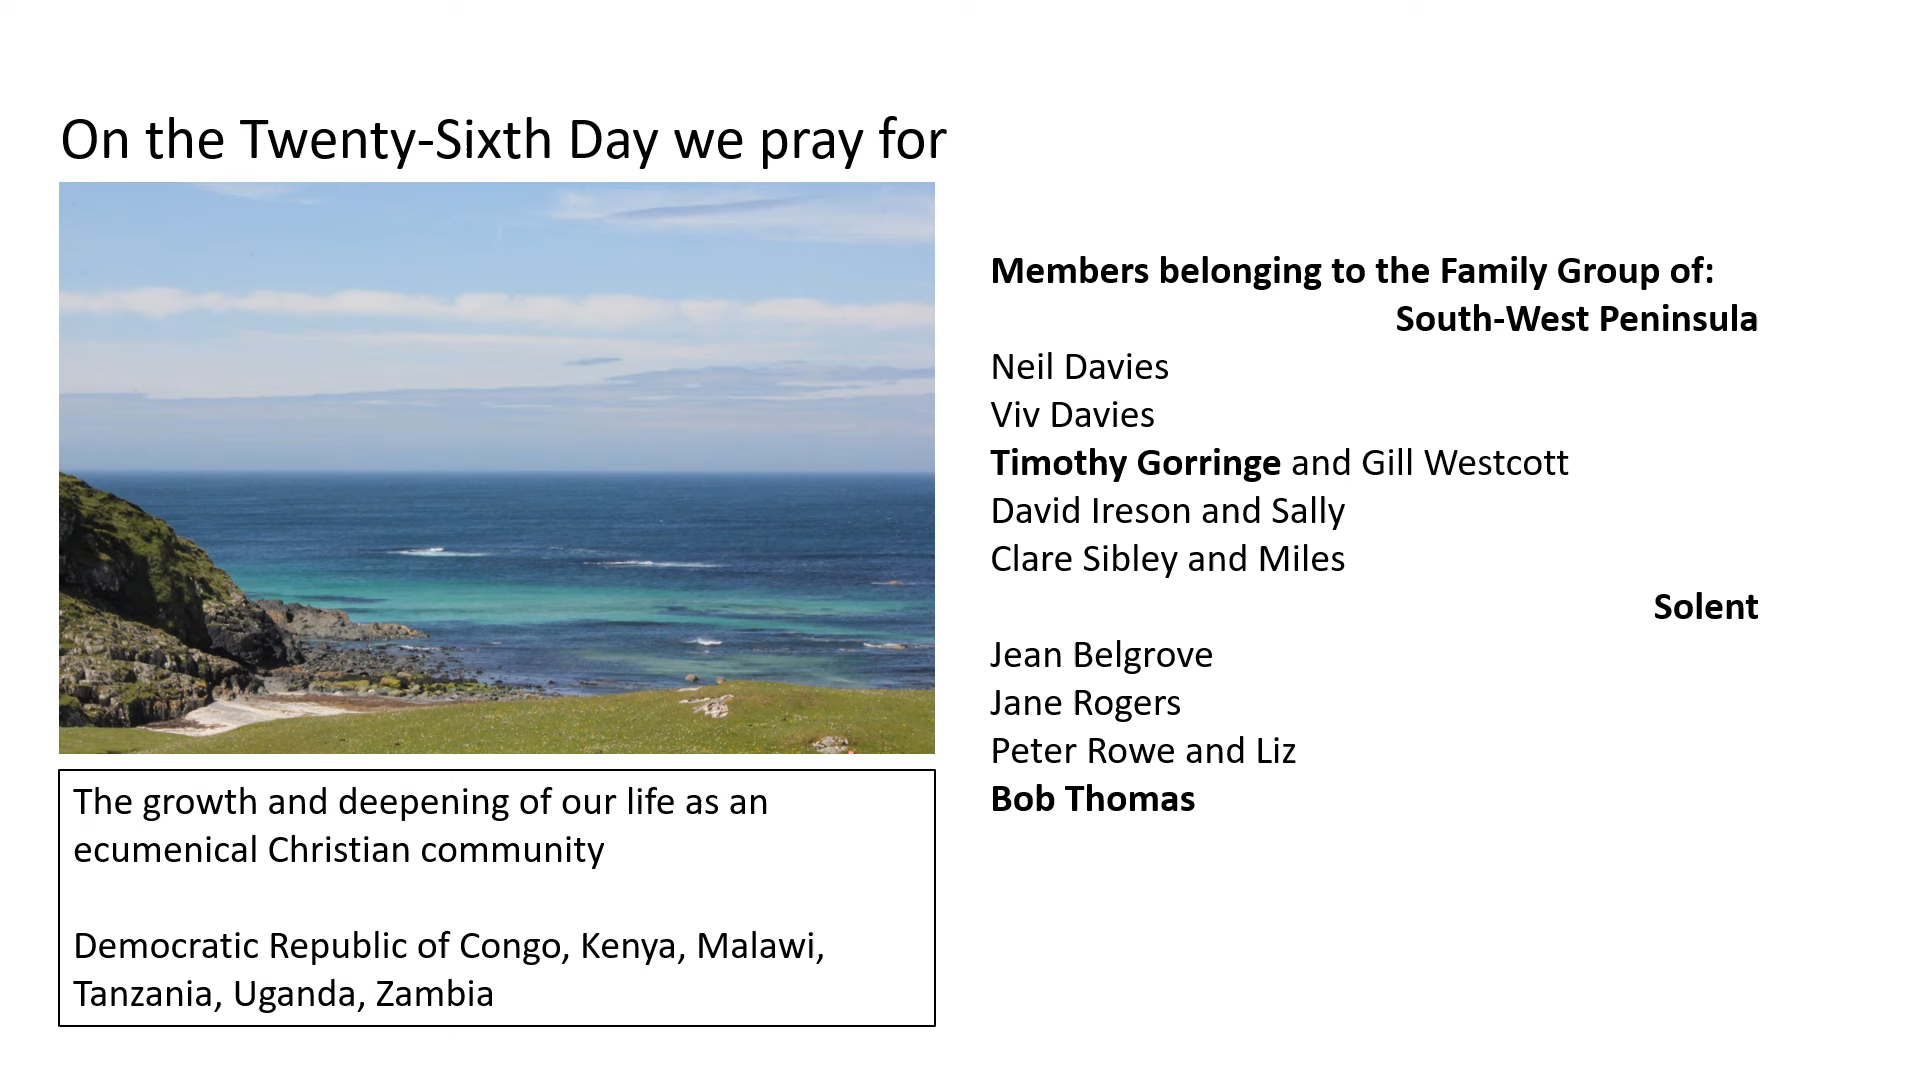 On the Twenty-Sixth Day we pray for
The growth and deepening of our life as an
ecumenical Christian community
Democratic Republic of Congo, Kenya, Malawi,
Tanzania, Uganda, Zambia
Members belonging to the Family Group of:
South-West Peninsula
Neil Davies
Viv Davies
Timothy Gorringe and Gill Westcott
David Ireson and Sally
Clare Sibley and Miles
Solent
Jean Belgrove
Jane Rogers
Peter Rowe and Liz
Bob Thomas